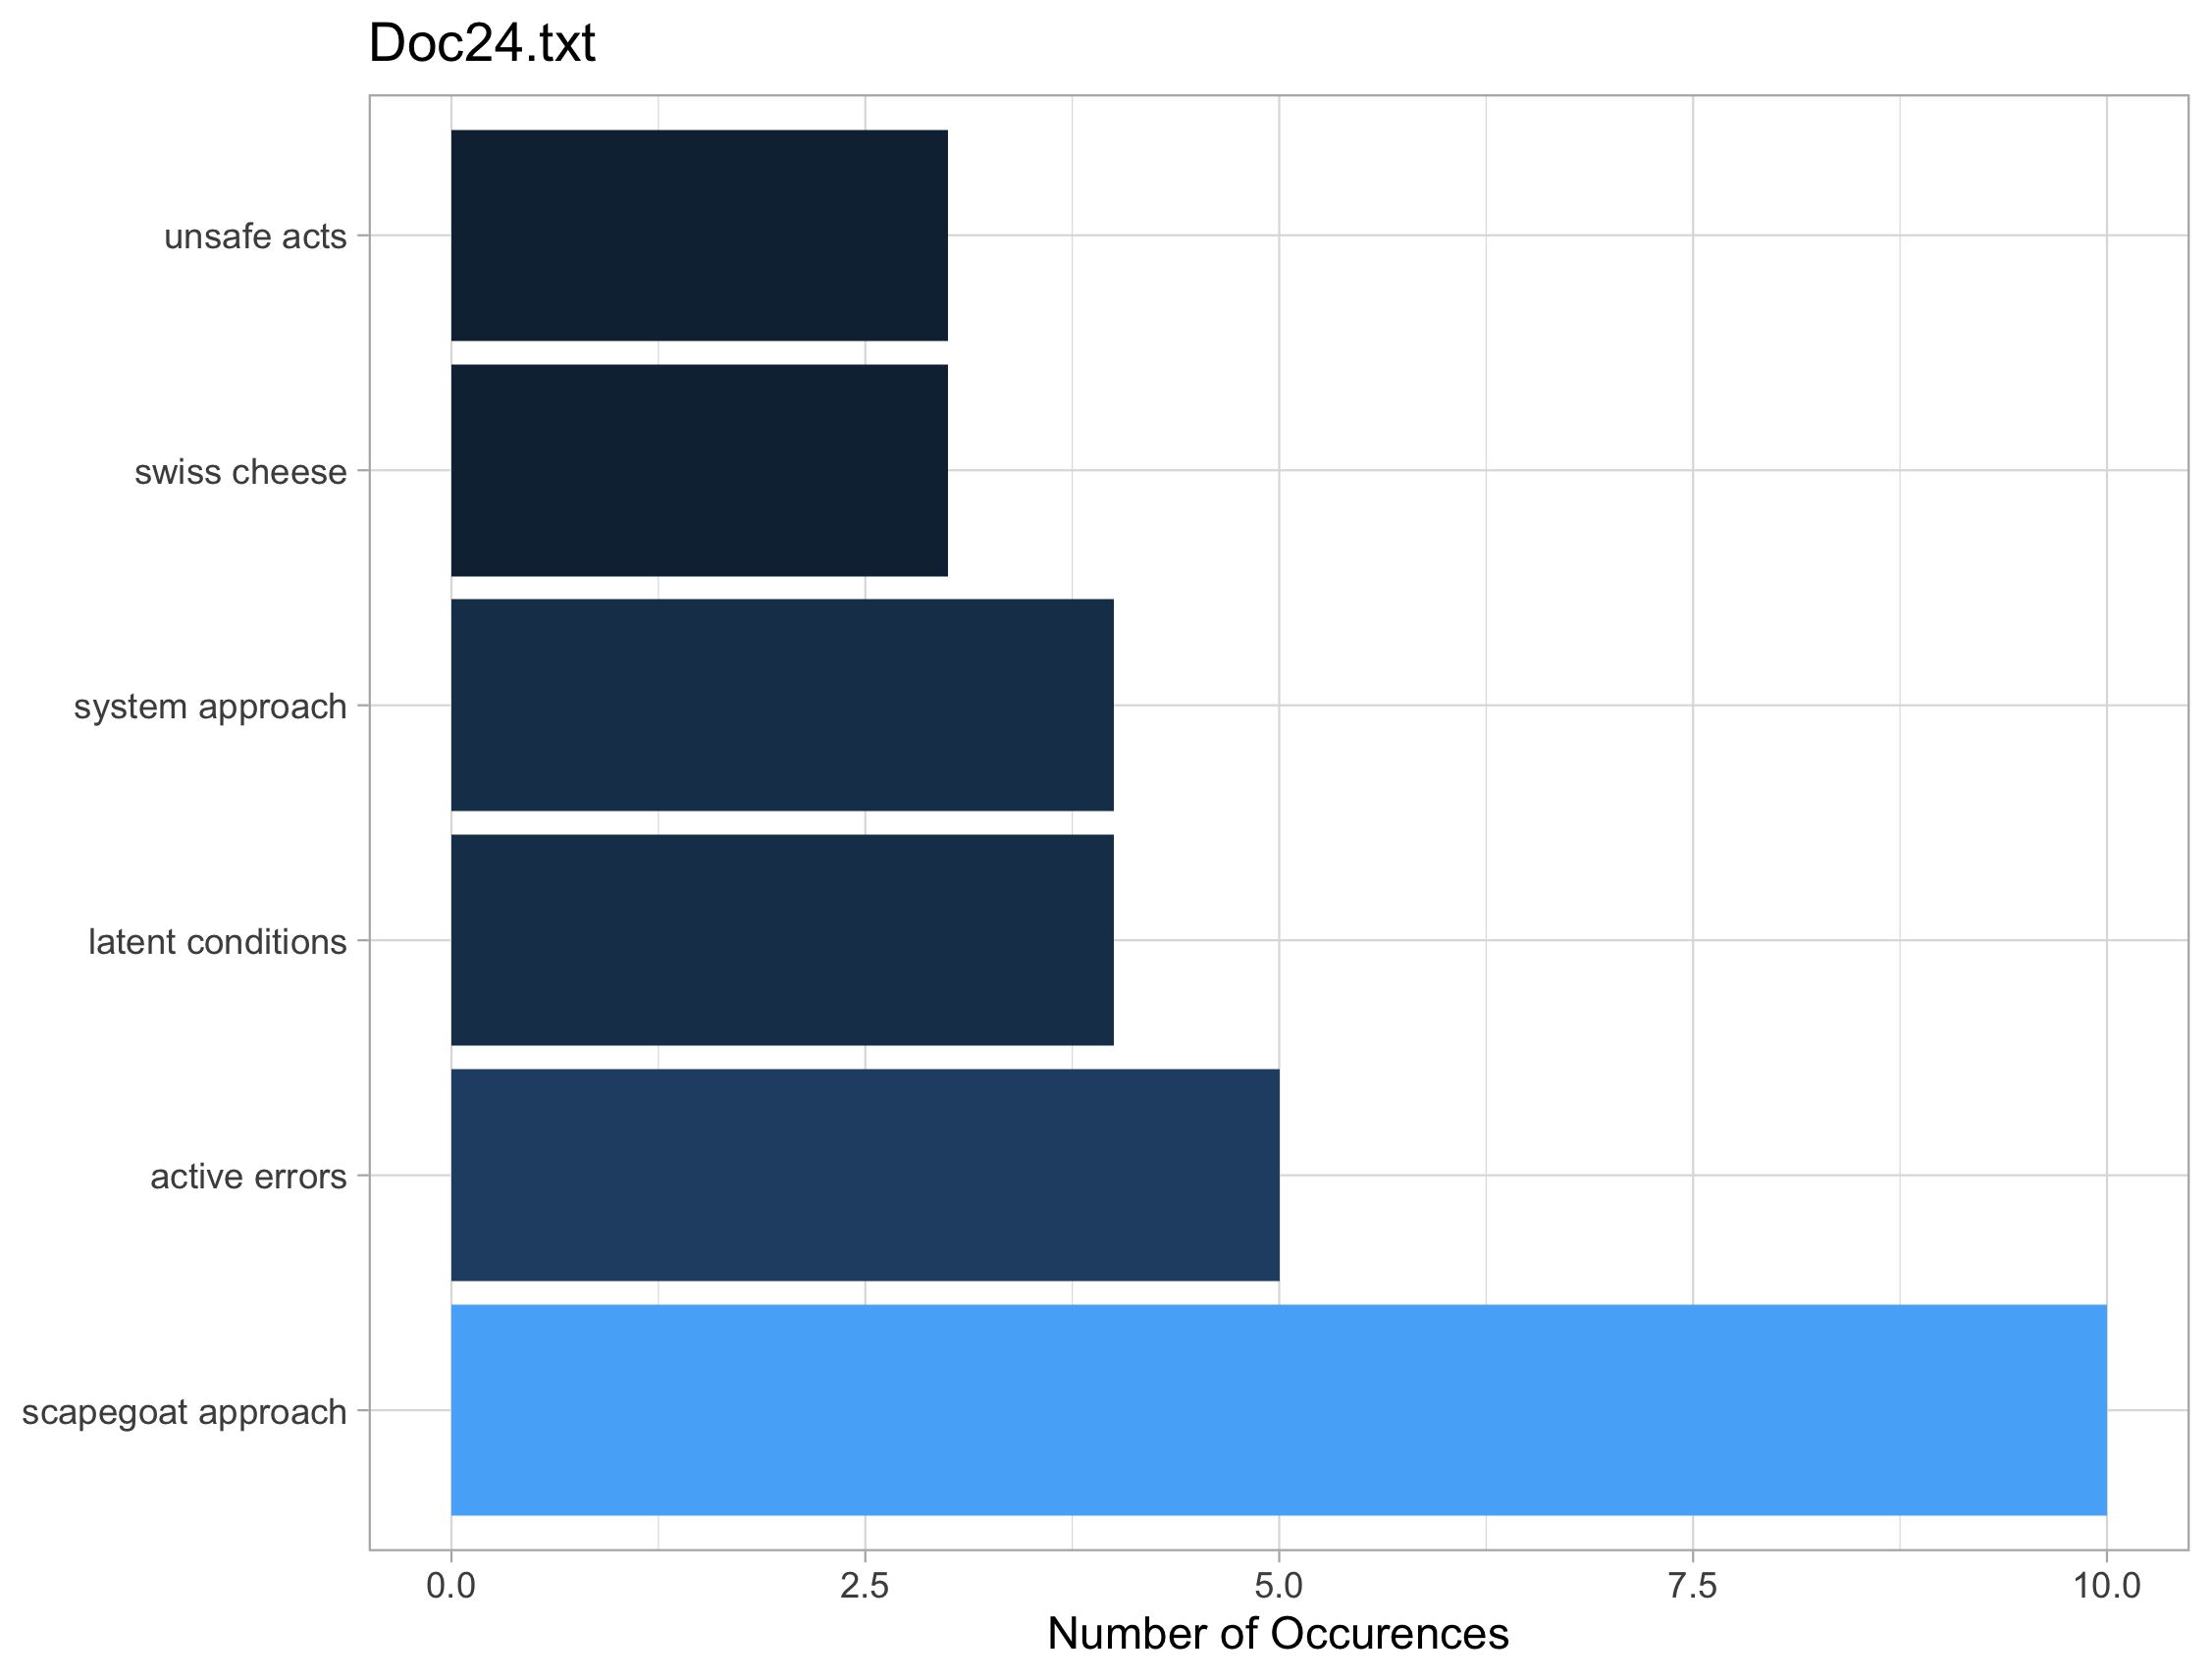 Doc24.txt
unsafe acts
swiss cheese
system approach
latent conditions
active errors
scapegoat approach
0.0 2.5 5.0 7.5 10.0
Number of Occurences